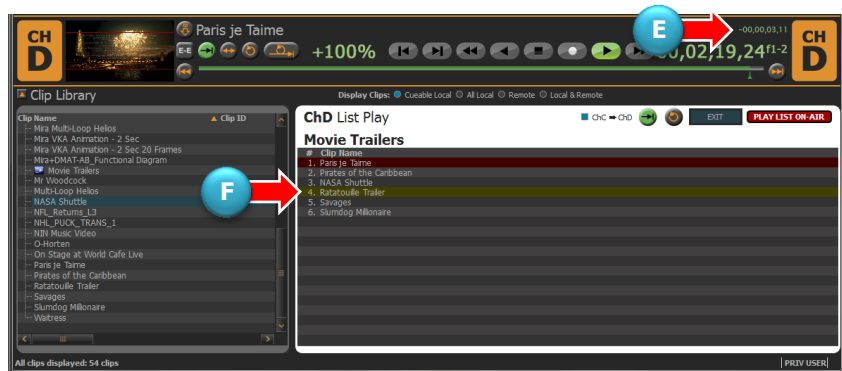 CH
D
Paris je Taime
E-E
+100%
E
-00,00,03,11
00,02,19,24f1-2
CH
D
Clip Library
Display Clips: Cueable Local All Local Remote Local & Remote
Clip Name Clip ID
Mira Multi-Loop Helios
Mira VKA Animation - 2 Sec
Mira VKA Animation - 2 Sec 20 Frames
Mira+DMAT-AB_Functional Diagram
Movie Trailers
Mr Woodcock
Multi-Loop Helios
NASA Shuttle
NFL_Returns_L3
NHL_PUCK_TRANS_1
NIN Music Video
O-Horten
On Stage at World Cafe Live
Paris je Taime
Pirates of the Caribbean
Ratatouille Trailer
Savages
Slumdog Millionaire
Waitress
F
ChD List Play
ChC ➡ ChD
EXIT
PLAY LIST ON-AIR
Movie Trailers
# Clip Name
1. Paris je Taime
2. Pirates of the Caribbean
3. NASA Shuttle
4. Ratatouille Trailer
5. Savages
6. Slumdog Millionaire
All clips displayed: 54 clips
PRIV USER